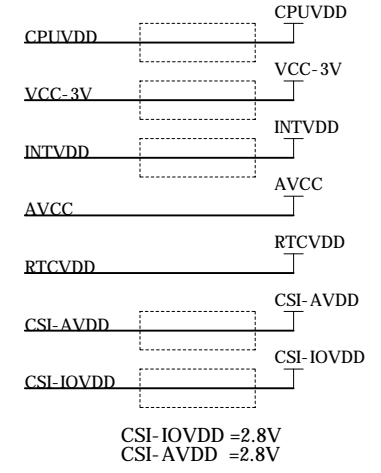 CPUVDD
CPUVDD
VCC-3V
VCC-3V
INTVDD
INTVDD
AVCC
AVCC
RTCVDD
RTCVDD
CSI-AVDD
CSI-AVDD
CSI-IOVDD
CSI-IOVDD
CSI-IOVDD =2.8V
CSI-AVDD =2.8V